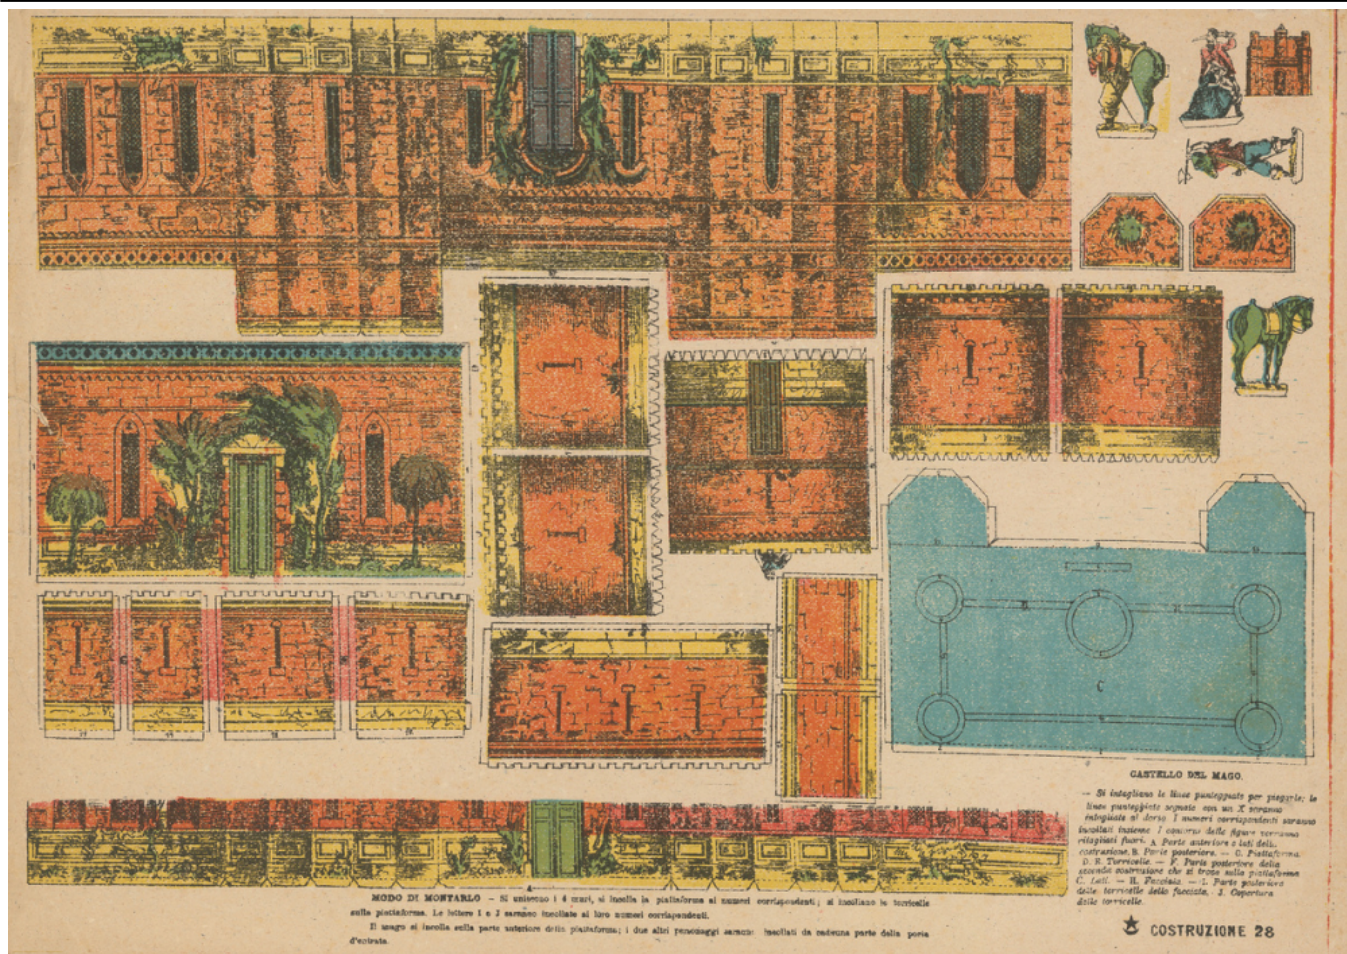 CASTELLO DEL MAGO.
— Si intagliano le linee punteggiate per piegarle; le
linee punteggiate segnate con un X saranno
intagliate al dorso I numeri corrispondenti saranno
incollati insieme I contorni delle figure verranno
ritagliati fuori. A Parte anteriore e lati della
costruzione. B. Parte posteriore. — C. Piattaforma
D. E. Torricelle. — F. Parte posteriore della
seconda costruzione che si trova sulla piattaforma
C. Lati. — H. Facciata. — I. Parte posteriore
delle torricelle della facciata. J. Copertura
delle torricelle.
MODO DI MONTARLO — Si uniscono i 4 muri, si incolla la piattaforma ai numeri corrispondenti; si incollano le torricelle
sulla piattaforma. Le lettere I e J saranno incollate ai loro numeri corrispondenti.
Il mago si incolla sulla parte anteriore della piattaforma; i due altri personaggi saranno incollati da cadauna parte della porta
d'entrata.
COSTRUZIONE 28
C